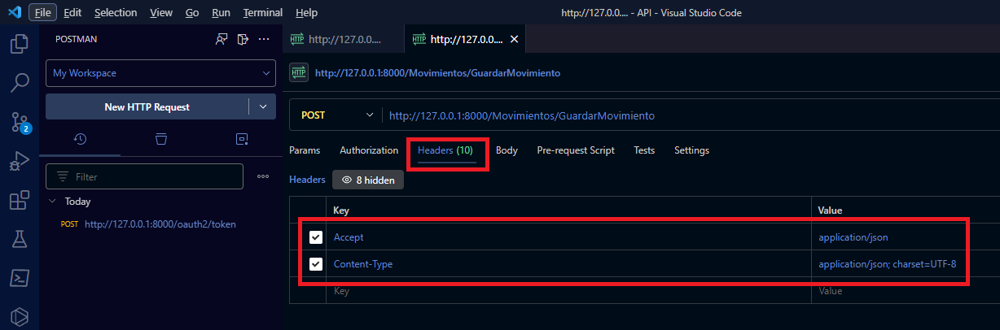 File Edit Selection View Go Run Terminal Help http://127.0.0.... - API - Visual Studio Code
POSTMAN
HTTP http://127.0.0.... HTTP http://127.0.0....
My Workspace
HTTP http://127.0.0.1:8000/Movimientos/GuardarMovimiento
New HTTP Request
POST http://127.0.0.1:8000/Movimientos/GuardarMovimiento
2
Params Authorization Headers (10) Body Pre-request Script Tests Settings
Filter
Headers 8 hidden
Today
Key Value
POST http://127.0.0.1:8000/oauth2/token
Accept application/json
Content-Type application/json; charset=UTF-8
Key Value